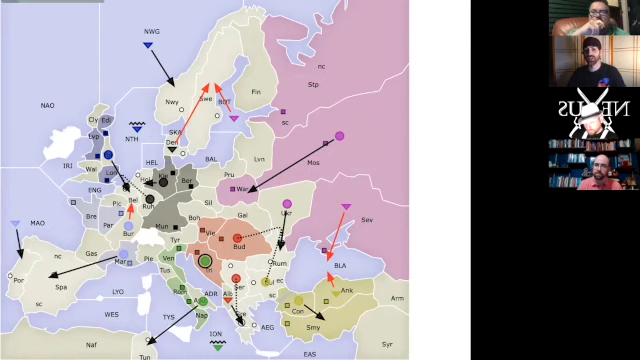 NWG
nc
Stp
NAO
Fin
Nwy
Swe
BOT
Cly
Edi
sc
SKA
Lvp
NTH
Den
Lvn
Mos
IRI
Wal
Lon
HEL
BAL
Hol
Kie
Pru
Ber
War
ENG
Bel
Ruh
Sil
Pic
Ukr
Bre
Mun
Gal
Sev
MAO
Par
Bur
Boh
Vie
Tyr
Bud
nc
Gas
Mar
Pie
Ven
Tri
Rum
BLA
Por
Spa
Tus
Ser
Bul
ec
Arm
LYO
Rom
ADR
Alb
Ank
sc
Apu
sc
Con
WES
TYS
Nap
Gre
AEG
Smy
Naf
ION
Tun
EAS
Syr